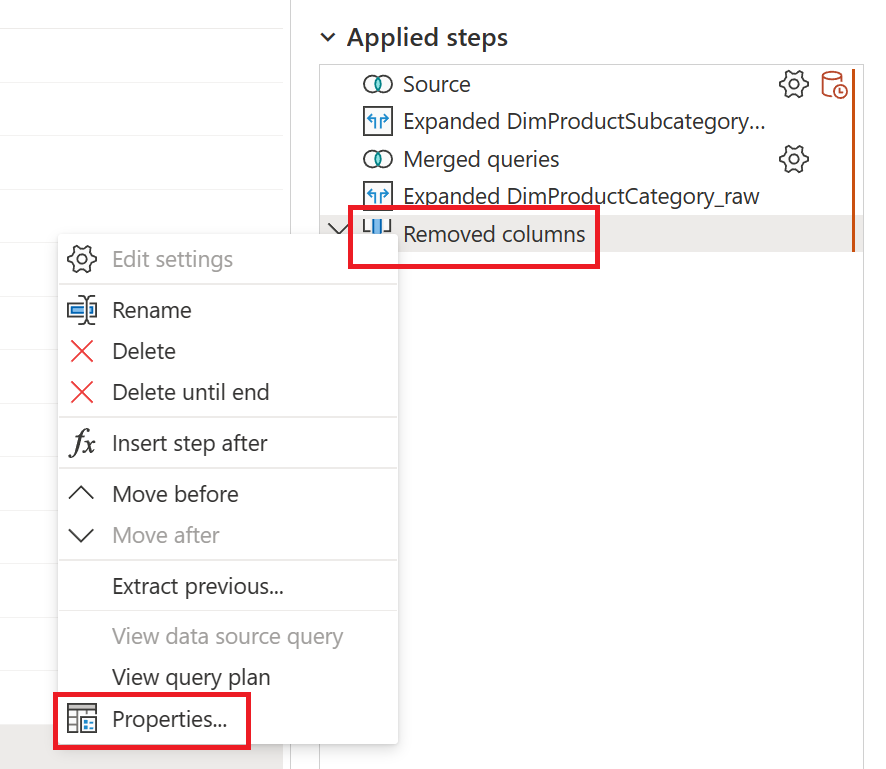 Applied steps
Source
Expanded DimProductSubcategory...
Merged queries
Expanded DimProductCategory_raw
Removed columns
Edit settings
Rename
Delete
Delete until end
fx Insert step after
Move before
Move after
Extract previous...
View data source query
View query plan
Properties...